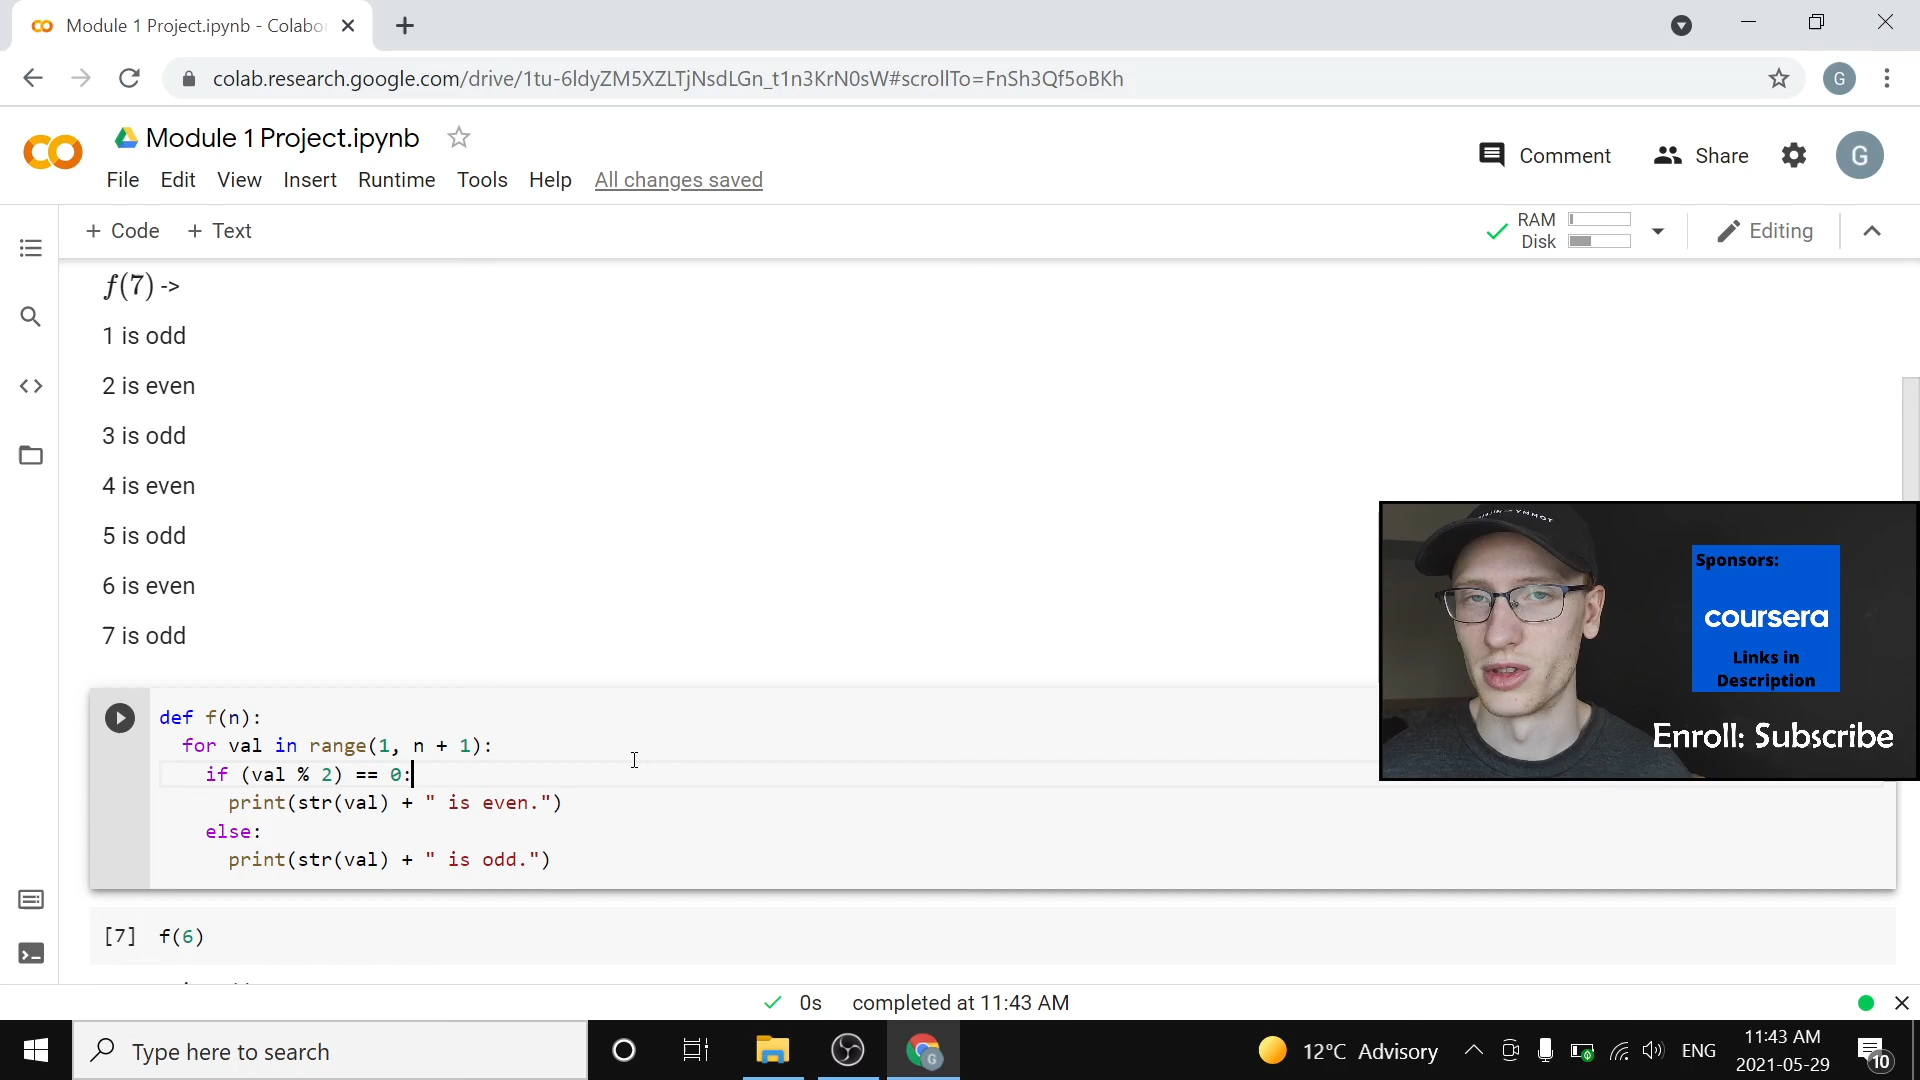 Module 1 Project.ipynb - Colabo
colab.research.google.com/drive/1tu-6ldyZM5XZLTjNsdLGn_t1n3KrN0sW#scrollTo=FnSh3Qf5oBKh
G
Module 1 Project.ipynb
Comment
Share
G
File Edit View Insert Runtime Tools Help All changes saved
+ Code + Text
RAM
Disk
Editing
f(7) ->
1 is odd
2 is even
3 is odd
4 is even
5 is odd
6 is even
7 is odd
def f(n):
for val in range(1, n + 1):
if (val % 2) == 0:
print(str(val) + " is even.")
else:
print(str(val) + " is odd.")
[7] f(6)
Sponsors:
coursera
Links in
Description
Enroll: Subscribe
0s completed at 11:43 AM
Type here to search
G
12°C Advisory
ENG
11:43 AM
2021-05-29
10